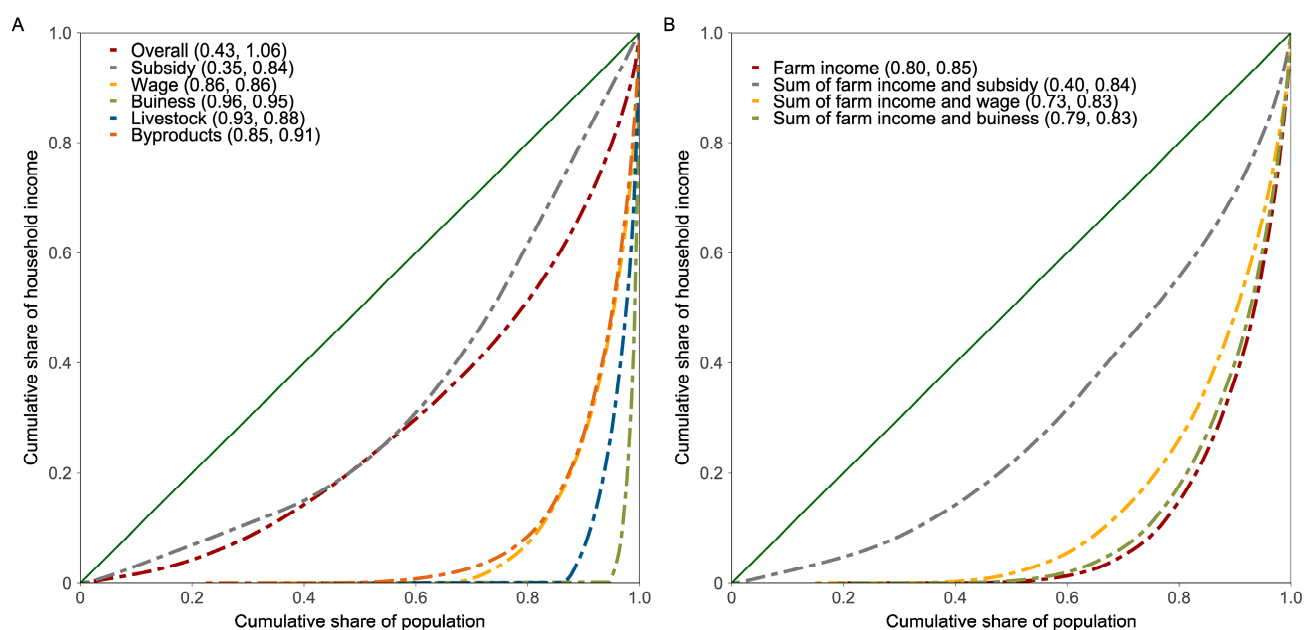 A
Overall (0.43, 1.06)
Subsidy (0.35, 0.84)
Wage (0.86, 0.86)
Buiness (0.96, 0.95)
Livestock (0.93, 0.88)
Byproducts (0.85, 0.91)
Cumulative share of household income
1.0
0.8
0.6
0.4
0.2
0
0
0.2
0.4
0.6
0.8
1.0
Cumulative share of population
B
Farm income (0.80, 0.85)
Sum of farm income and subsidy (0.40, 0.84)
Sum of farm income and wage (0.73, 0.83)
Sum of farm income and buiness (0.79, 0.83)
Cumulative share of household income
1.0
0.8
0.6
0.4
0.2
0
0
0.2
0.4
0.6
0.8
1.0
Cumulative share of population